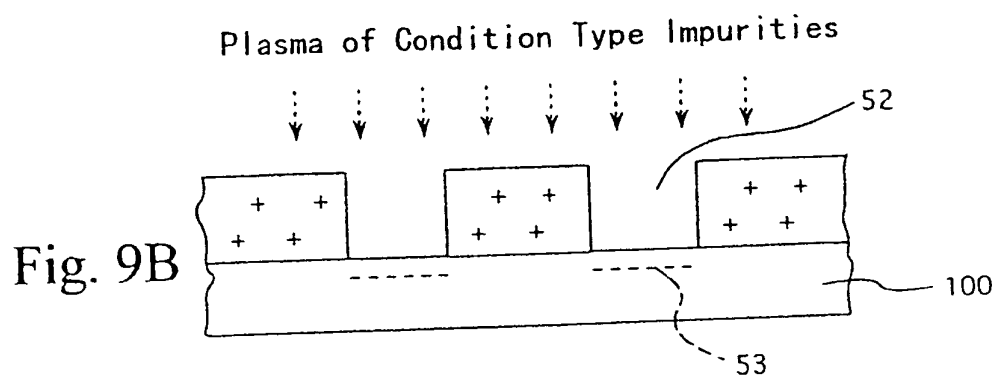 Plasma of Condition Type Impurities
52
+ + + + + +
+ + + + + +
Fig. 9B
100
53